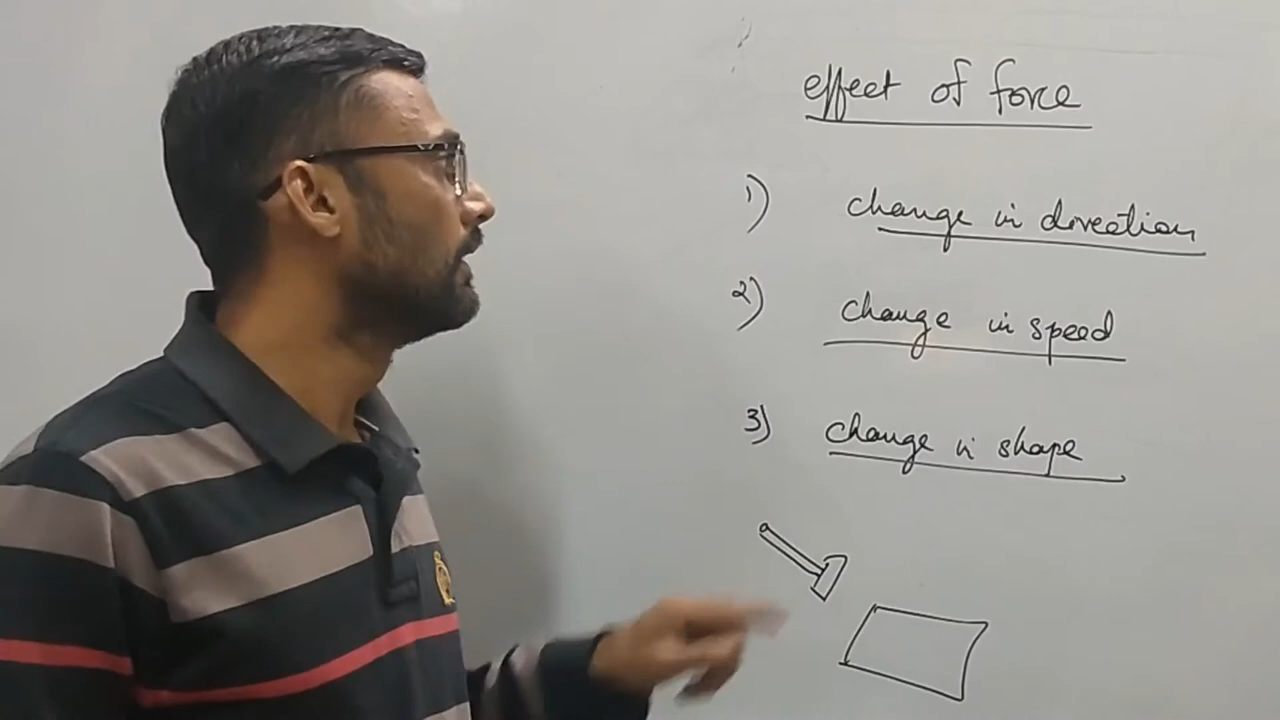 effect of force
1) change in direction
2) change in speed
3) change in shape